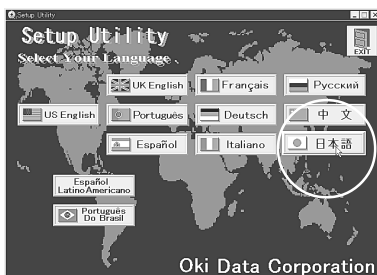 Setup Utility
Setup Utility
EXIT
Select Your Language
UK English
Français
Русский
US English
Português
Deutsch
中 文
Español
Italiano
日本語
Español
Latino Americano
Português
Do Brasil
Oki Data Corporation